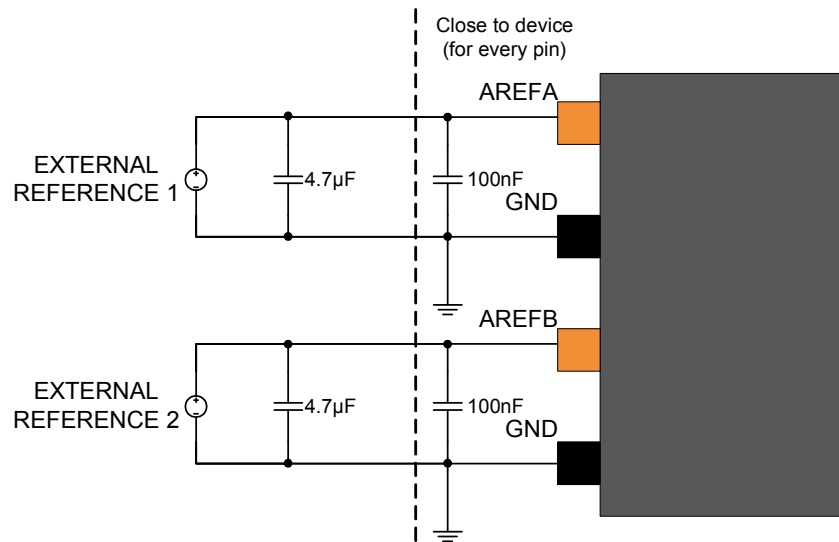 Close to device
(for every pin)
AREFA
EXTERNAL
REFERENCE 1
4.7µF
100nF
GND
AREFB
EXTERNAL
REFERENCE 2
4.7µF
100nF
GND